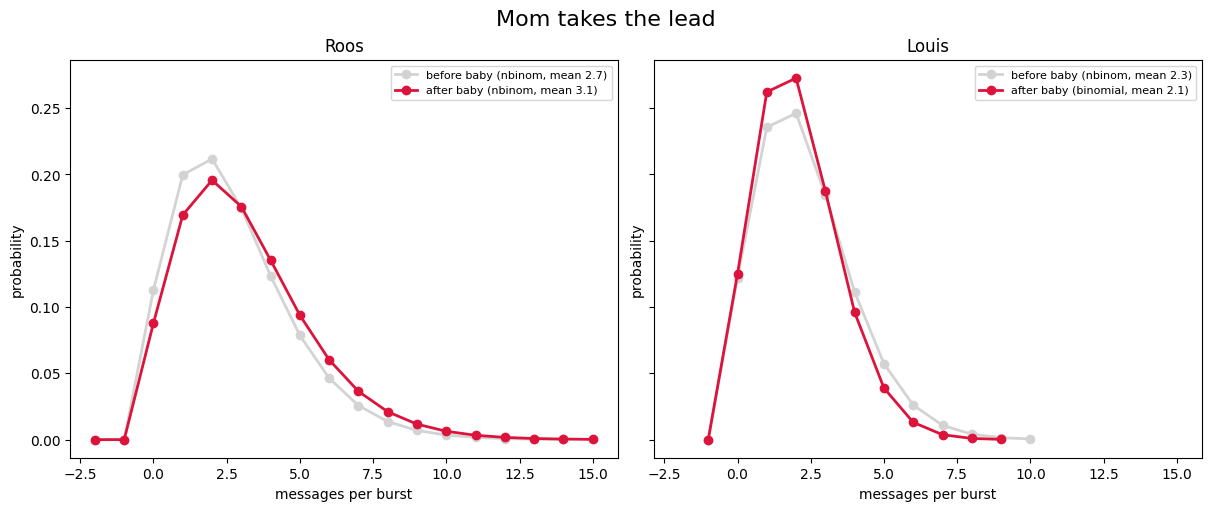 Mom takes the lead
Roos
before baby (nbinom, mean 2.7)
after baby (nbinom, mean 3.1)
0.25
0.20
0.15
0.10
0.05
0.00
probability
−2.5 0.0 2.5 5.0 7.5 10.0 12.5 15.0
messages per burst
Louis
before baby (nbinom, mean 2.3)
after baby (binomial, mean 2.1)
probability
−2.5 0.0 2.5 5.0 7.5 10.0 12.5 15.0
messages per burst